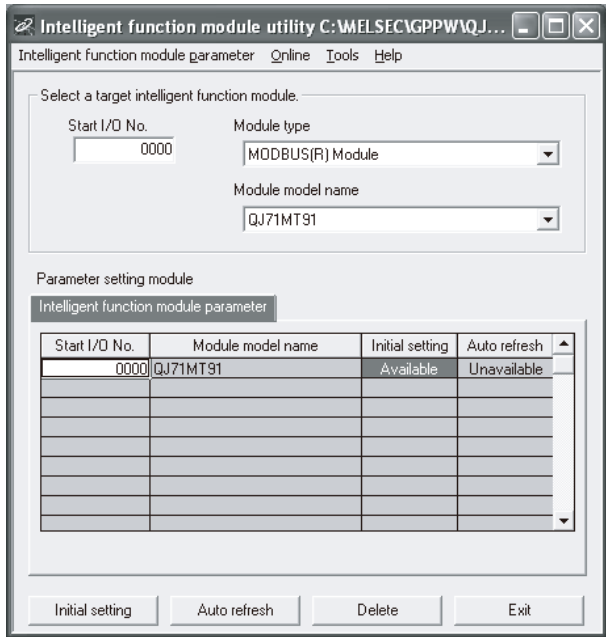 Intelligent function module utility C:\MELSEC\GPPW\QJ...
Intelligent function module parameter Online Tools Help
Select a target intelligent function module.
Start I/O No. Module type
0000 MODBUS(R) Module
Module model name
QJ71MT91
Parameter setting module
Intelligent function module parameter
Start I/O No. Module model name Initial setting Auto refresh
0000 QJ71MT91 Available Unavailable
Initial setting Auto refresh Delete Exit